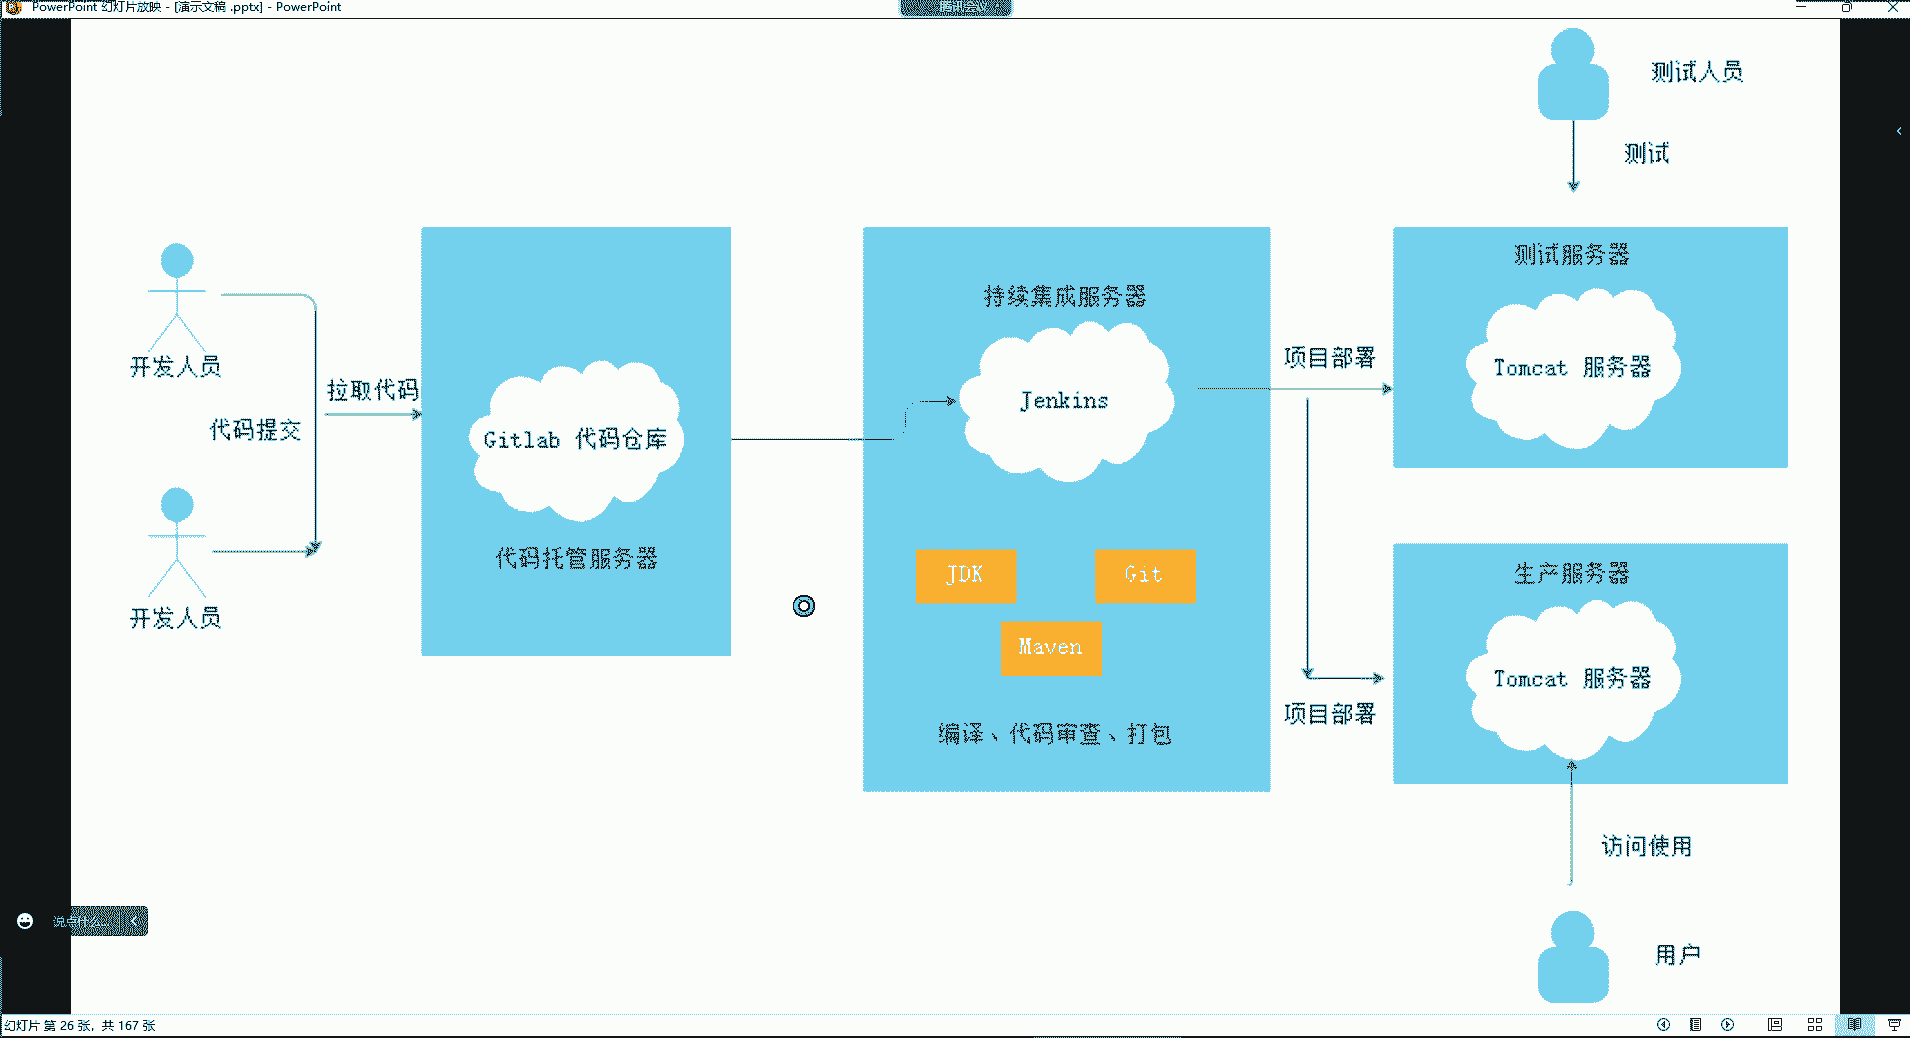 PowerPoint 幻灯片放映 - [演示文稿 .pptx] - PowerPoint
腾讯会议
测试人员
测试
开发人员
代码提交
开发人员
拉取代码
Gitlab 代码仓库
代码托管服务器
持续集成服务器
Jenkins
JDK
Git
Maven
编译、代码审查、打包
项目部署
项目部署
测试服务器
Tomcat 服务器
生产服务器
Tomcat 服务器
访问使用
用户
说点什么...
幻灯片 第 26 张，共 167 张